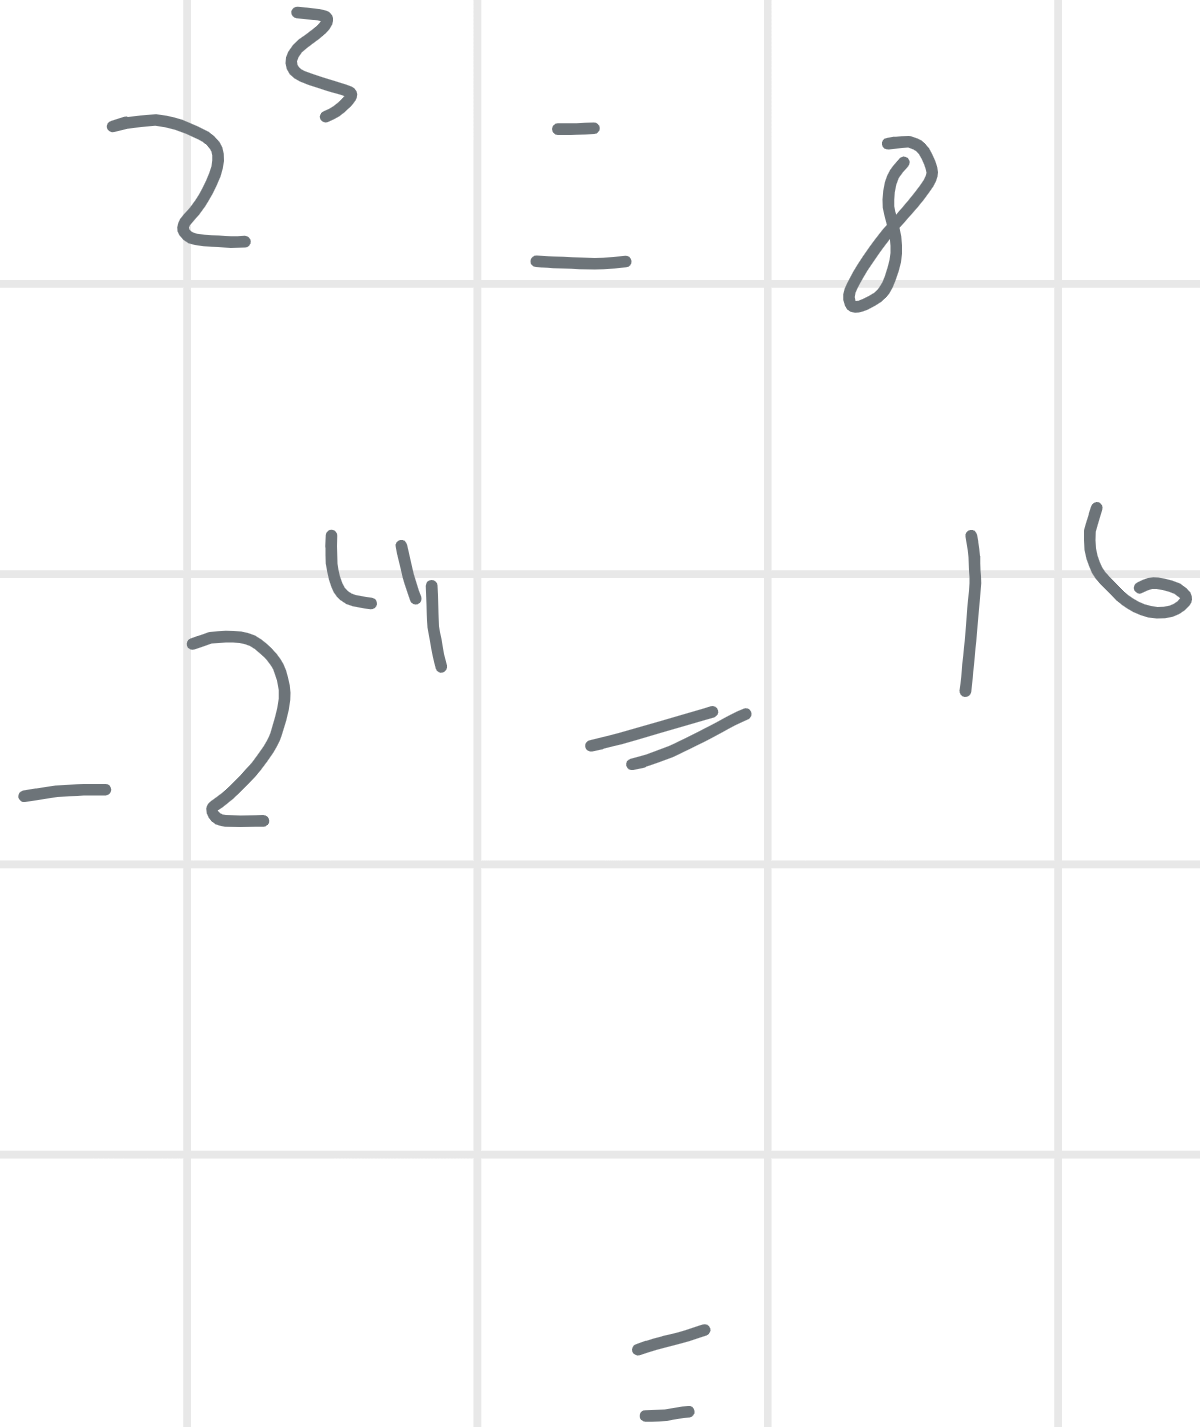 2³ = 8
-2⁴ = 16
=